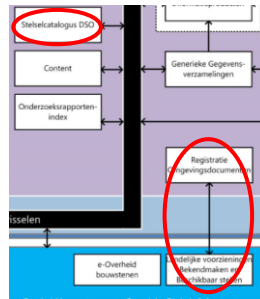 Stelselcatalogus DSO
Content
Generieke Gegevens-
verzamelingen
Onderzoeksrapporten-
index
Registratie
Omgevingsdocumenten
isselen
e-Overheid
bouwstenen
Landelijke voorzieningen
Bekendmaken en
Beschikbaar stellen